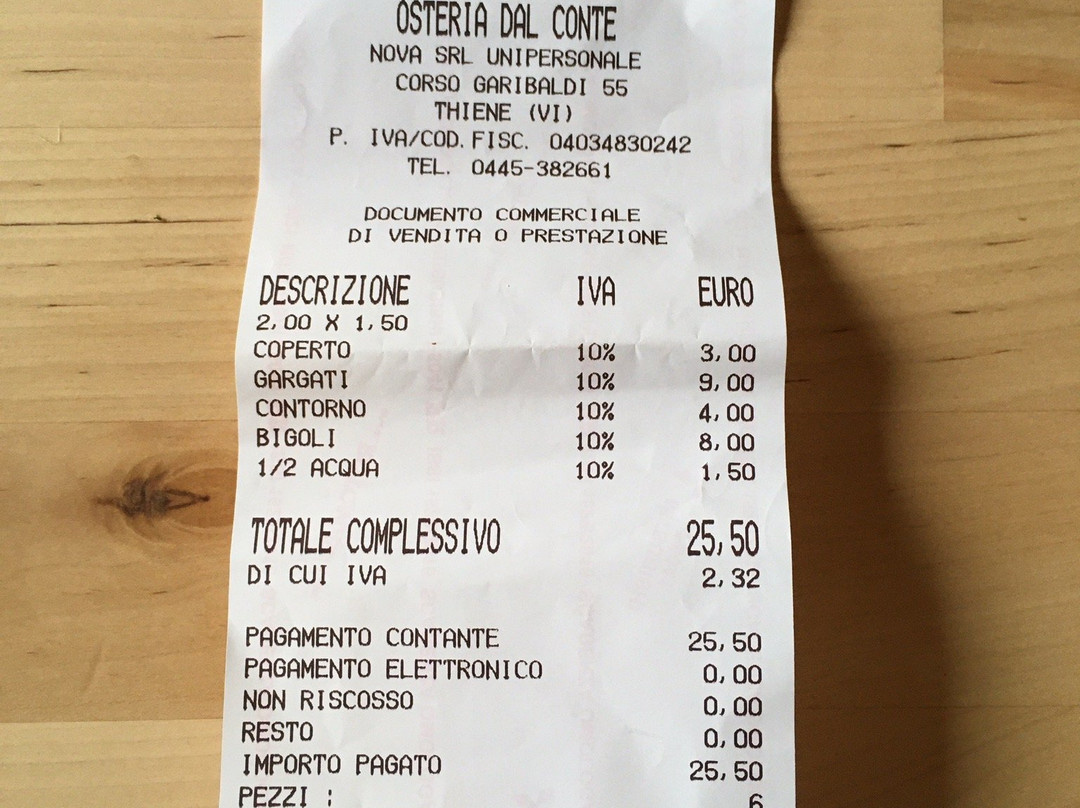 OSTERIA DAL CONTE
NOVA SRL UNIPERSONALE
CORSO GARIBALDI 55
THIENE (VI)
P. IVA/COD.FISC. 04034830242
TEL. 0445-382661
DOCUMENTO COMMERCIALE
DI VENDITA O PRESTAZIONE
DESCRIZIONE IVA EURO
2,00 X 1,50
COPERTO 10% 3,00
GARGATI 10% 9,00
CONTORNO 10% 4,00
BIGOLI 10% 8,00
1/2 ACQUA 10% 1,50
TOTALE COMPLESSIVO 25,50
DI CUI IVA 2,32
PAGAMENTO CONTANTE 25,50
PAGAMENTO ELETTRONICO 0,00
NON RISCOSSO 0,00
RESTO 0,00
IMPORTO PAGATO 25,50
PEZZI : 6